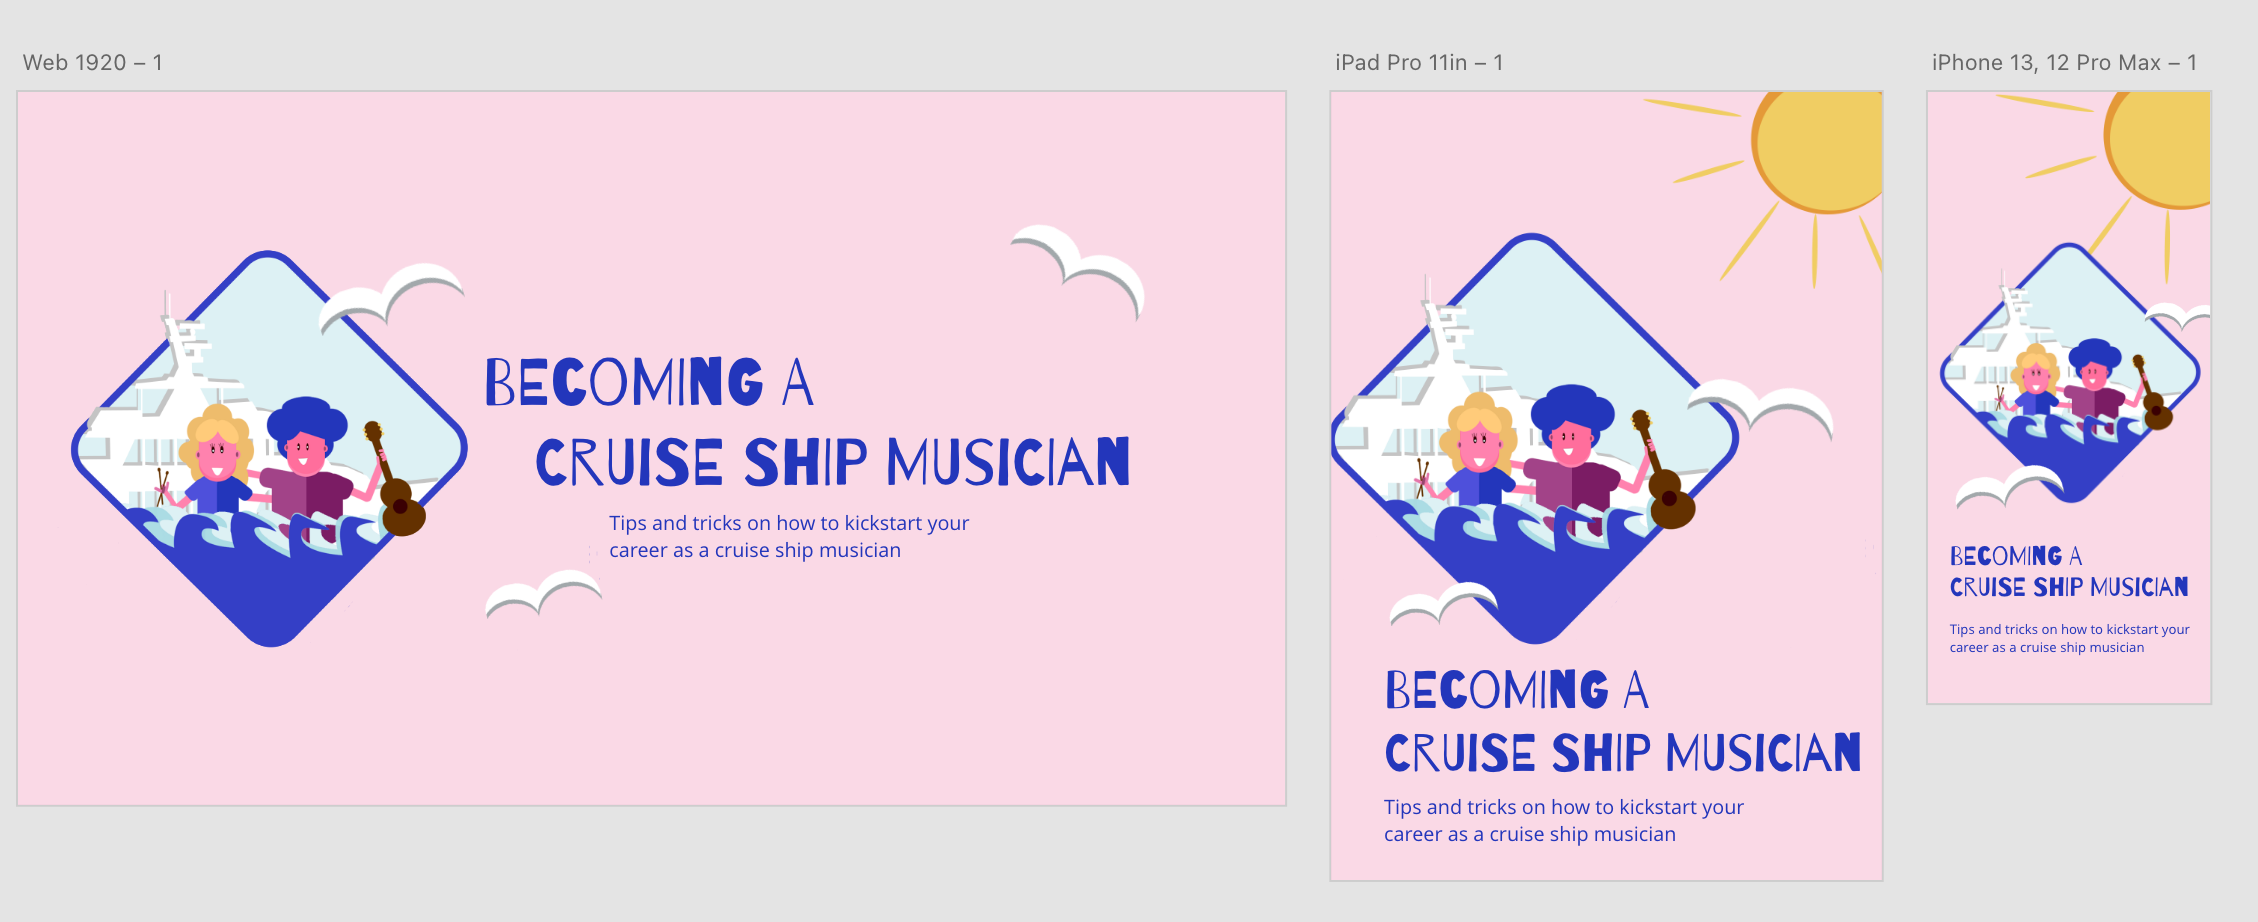 Web 1920 – 1
BECOMING A
CRUISE SHIP MUSICIAN
Tips and tricks on how to kickstart your
career as a cruise ship musician
iPad Pro 11in – 1
BECOMING A
CRUISE SHIP MUSICIAN
Tips and tricks on how to kickstart your
career as a cruise ship musician
iPhone 13, 12 Pro Max – 1
BECOMING A
CRUISE SHIP MUSICIAN
Tips and tricks on how to kickstart your
career as a cruise ship musician